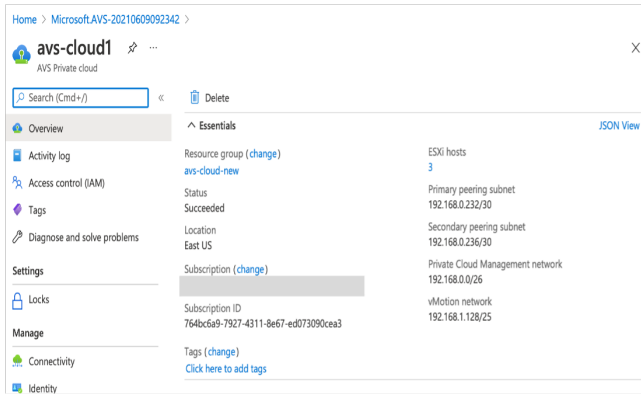 Home > Microsoft.AVS-20210609092342 >
avs-cloud1
AVS Private cloud
Search (Cmd+/)
Overview
Activity log
Access control (IAM)
Tags
Diagnose and solve problems
Settings
Locks
Manage
Connectivity
Identity
Delete
Essentials
JSON View
Resource group (change)
avs-cloud-new
Status
Succeeded
Location
East US
Subscription (change)
Subscription ID
764bc6a9-7927-4311-8e67-ed073090cea3
Tags (change)
Click here to add tags
ESXi hosts
3
Primary peering subnet
192.168.0.232/30
Secondary peering subnet
192.168.0.236/30
Private Cloud Management network
192.168.0.0/26
vMotion network
192.168.1.128/25